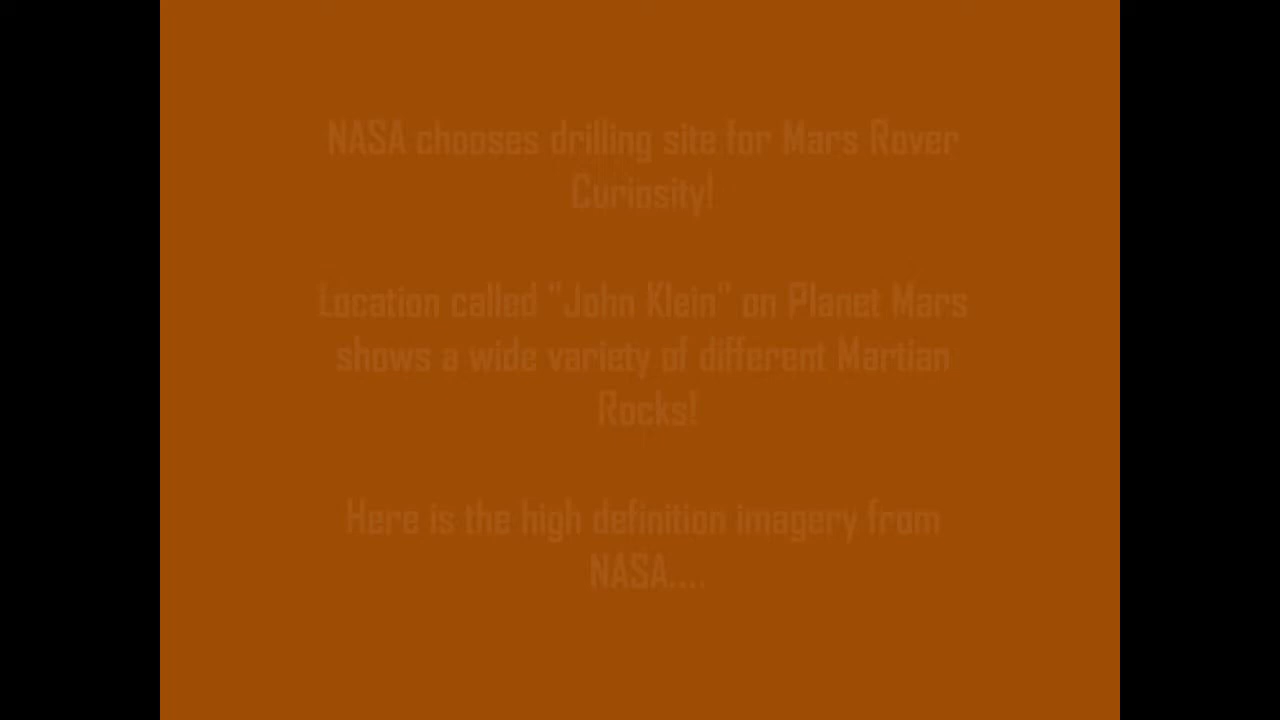 NASA chooses drilling site for Mars Rover
Curiosity!
Location called "John Klein" on Planet Mars
shows a wide variety of different Martian
Rocks!
Here is the high definition imagery from
NASA....